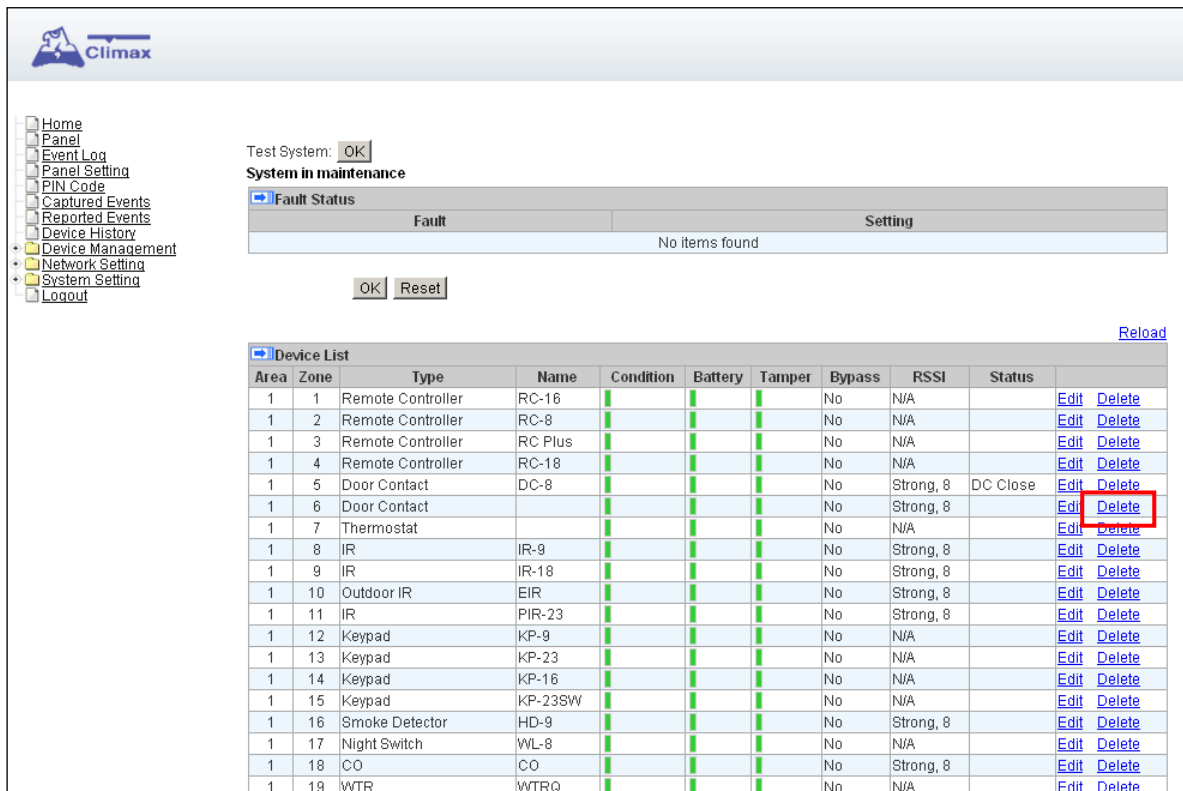 Climax
Home
Panel
Event Log
Panel Setting
PIN Code
Captured Events
Reported Events
Device History
Device Management
Network Setting
System Setting
Logout
Test System: OK
System in maintenance
Fault Status
Fault Setting
No items found
OK Reset
Reload
Device List
Area Zone Type Name Condition Battery Tamper Bypass RSSI Status
1 1 Remote Controller RC-16 No N/A Edit Delete
1 2 Remote Controller RC-8 No N/A Edit Delete
1 3 Remote Controller RC Plus No N/A Edit Delete
1 4 Remote Controller RC-18 No N/A Edit Delete
1 5 Door Contact DC-8 No Strong, 8 DC Close Edit Delete
1 6 Door Contact No Strong, 8 Edit Delete
1 7 Thermostat No N/A Edit Delete
1 8 IR IR-9 No Strong, 8 Edit Delete
1 9 IR IR-18 No Strong, 8 Edit Delete
1 10 Outdoor IR EIR No Strong, 8 Edit Delete
1 11 IR PIR-23 No Strong, 8 Edit Delete
1 12 Keypad KP-9 No N/A Edit Delete
1 13 Keypad KP-23 No N/A Edit Delete
1 14 Keypad KP-16 No N/A Edit Delete
1 15 Keypad KP-23SW No N/A Edit Delete
1 16 Smoke Detector HD-9 No Strong, 8 Edit Delete
1 17 Night Switch WL-8 No N/A Edit Delete
1 18 CO CO No Strong, 8 Edit Delete
1 19 WTR WTRQ No N/A Edit Delete